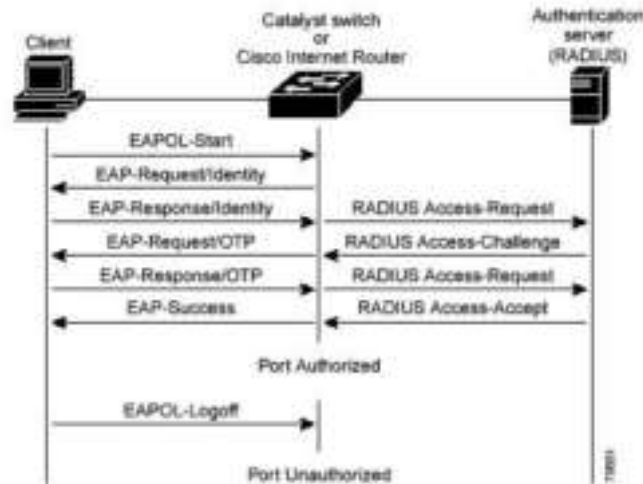 Client
Catalyst switch
or
Cisco Internet Router
Authentication
server
(RADIUS)
EAPOL-Start
EAP-Request/Identity
EAP-Response/Identity
RADIUS Access-Request
EAP-Request/OTP
RADIUS Access-Challenge
EAP-Response/OTP
RADIUS Access-Request
EAP-Success
RADIUS Access-Accept
Port Authorized
EAPOL-Logoff
Port Unauthorized